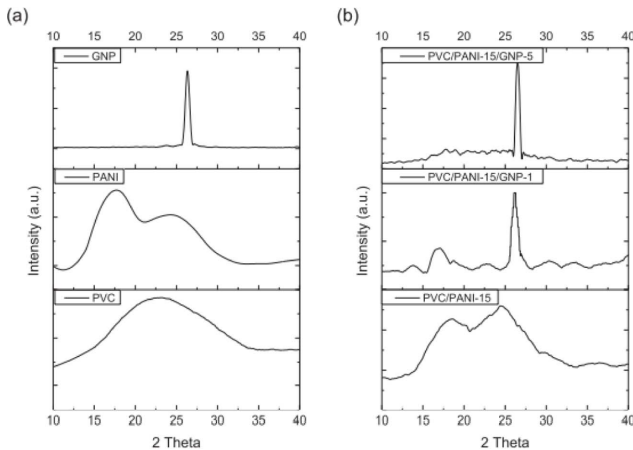 (a)
10 15 20 25 30 35 40
GNP
PANI
PVC
Intensity (a.u.)
10 15 20 25 30 35 40
2 Theta
(b)
10 15 20 25 30 35 40
PVC/PANI-15/GNP-5
PVC/PANI-15/GNP-1
PVC/PANI-15
Intensity (a.u.)
10 15 20 25 30 35 40
2 Theta